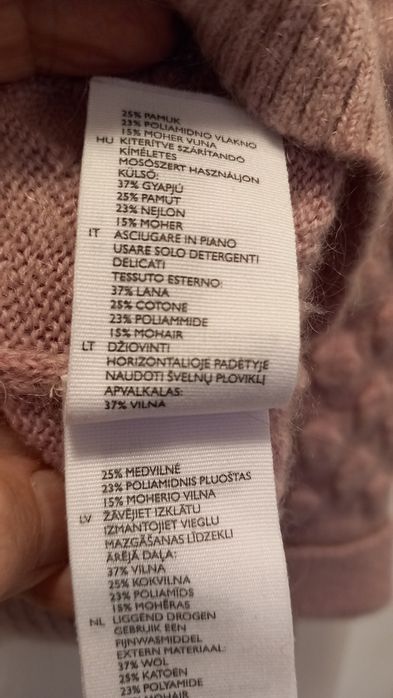 25% PAMUK
23% POLIAMIDNO VLAKNO
15% MOHER VUNA
HU KITERÍTVE SZÁRÍTANDÓ
KÍMÉLETES
MOSÓSZERT HASZNÁLJON
KÜLSŐ:
37% GYAPJÚ
25% PAMUT
23% NEJLON
15% MOHER
IT ASCIUGARE IN PIANO
USARE SOLO DETERGENTI
DELICATI
TESSUTO ESTERNO:
37% LANA
25% COTONE
23% POLIAMMIDE
15% MOHAIR
LT DŽIOVINTI
HORIZONTALIOJE PADĖTYJE
NAUDOTI ŠVELNŲ PLOVIKLĮ
APVALKALAS:
37% VILNA
25% MEDVILNĖ
23% POLIAMIDNIS PLUOŠTAS
15% MOHERIO VILNA
LV ŽĀVĒJIET IZKLĀTU
IZMANTOJIET VIEGLU
MAZGĀŠANAS LĪDZEKLI
ĀRĒJĀ DAĻA:
37% VILNA
25% KOKVILNA
23% POLIAMĪDS
15% MOHĒRAS
NL LIGGEND DROGEN
GEBRUIK EEN
FIJNWASMIDDEL
EXTERN MATERIAAL:
37% WOL
25% KATOEN
23% POLYAMIDE
MOHAIR